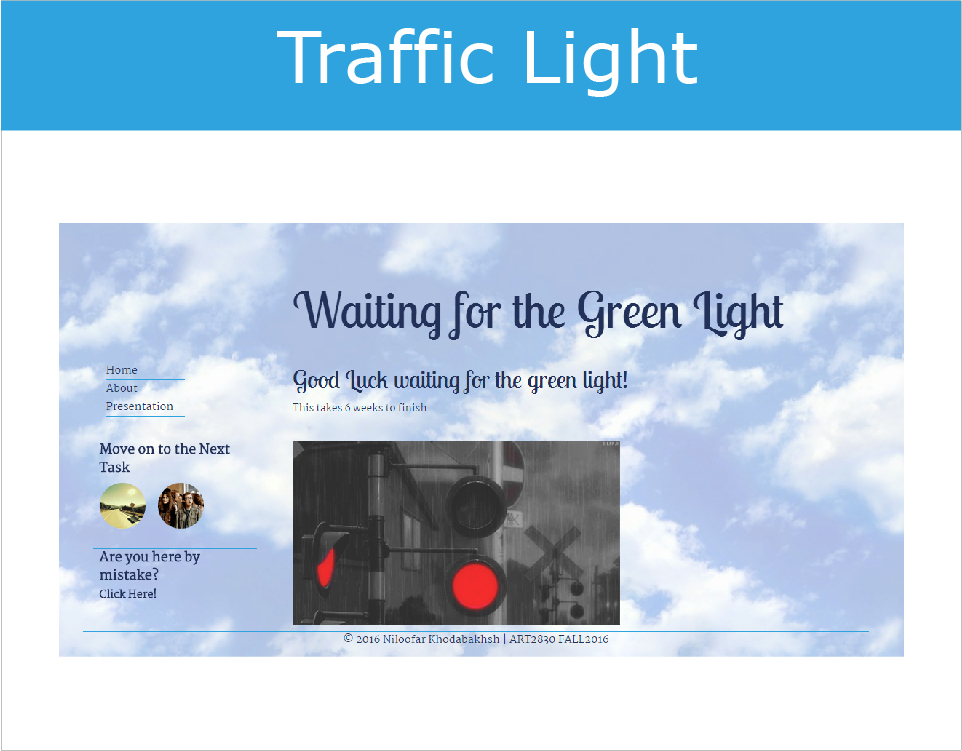 Traffic Light
Waiting for the Green Light
Home
About
Presentation
Good Luck waiting for the green light!
This takes 6 weeks to finish
Move on to the Next
Task
Are you here by
mistake?
Click Here!
© 2016 Niloofar Khodabakhsh | ART2830 FALL2016